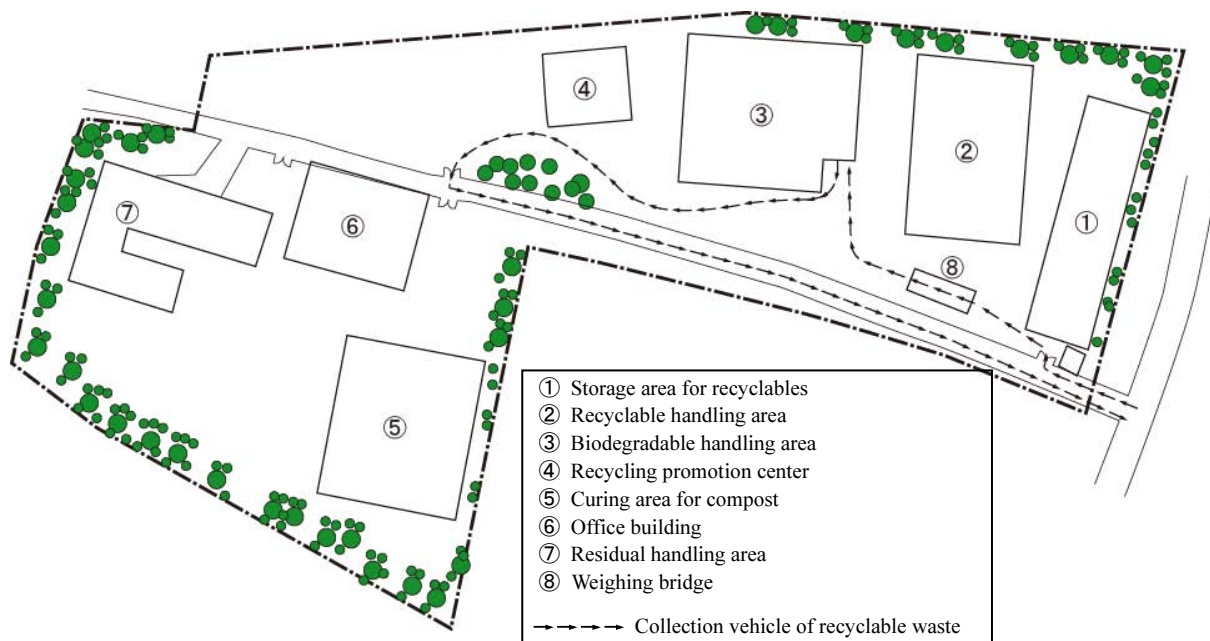 ④
③
②
①
⑦
⑥
⑧
⑤
① Storage area for recyclables
② Recyclable handling area
③ Biodegradable handling area
④ Recycling promotion center
⑤ Curing area for compost
⑥ Office building
⑦ Residual handling area
⑧ Weighing bridge
Collection vehicle of recyclable waste